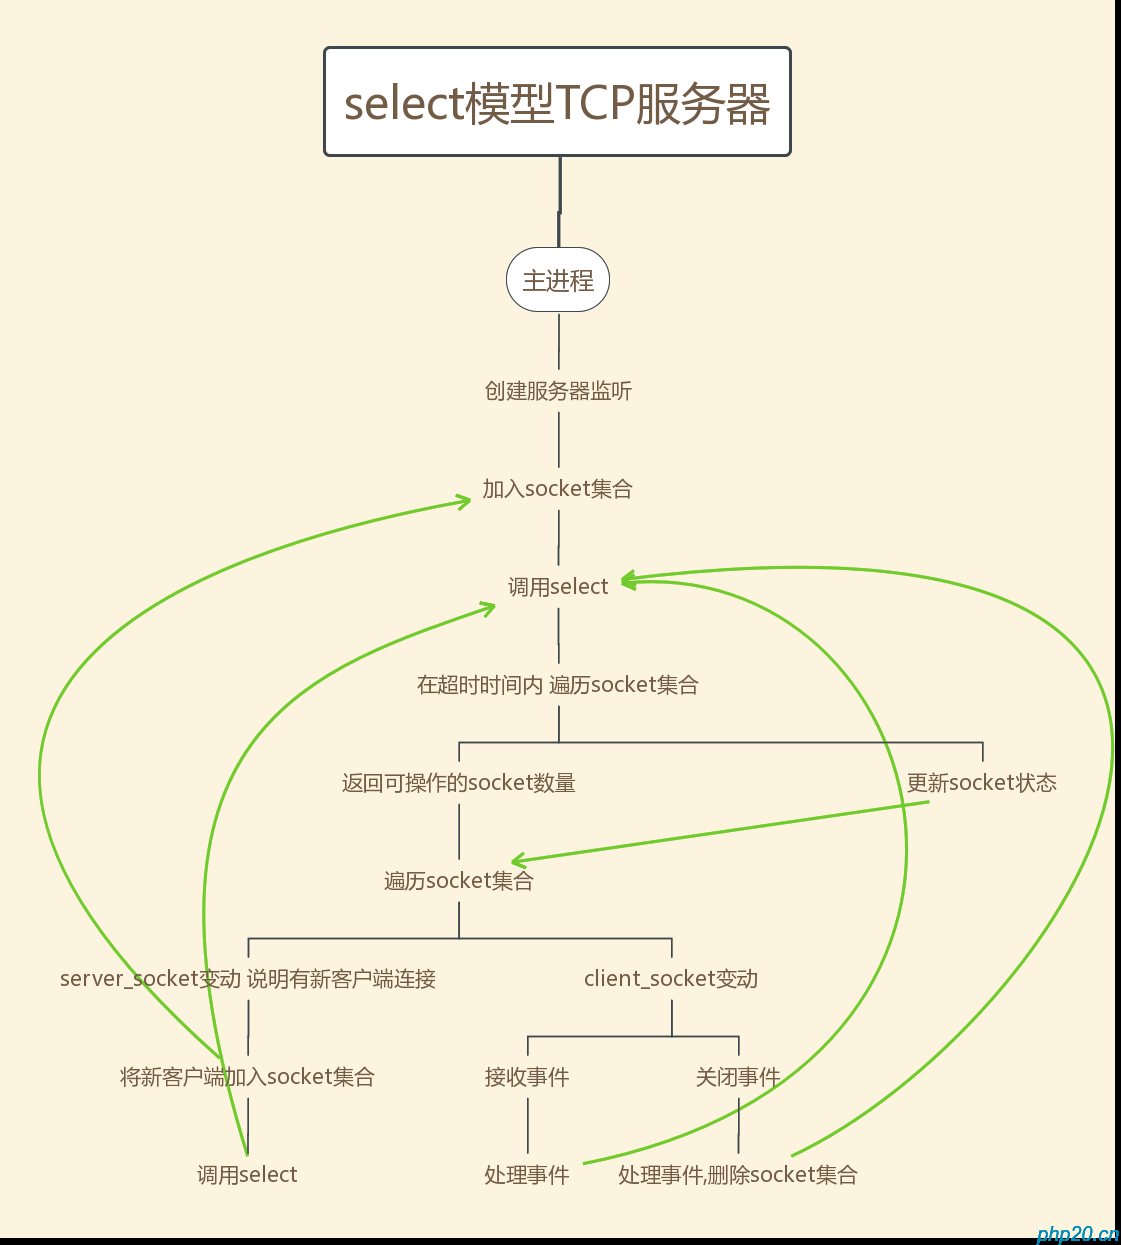 select模型TCP服务器
主进程
创建服务器监听
加入socket集合
调用select
在超时时间内 遍历socket集合
返回可操作的socket数量
更新socket状态
遍历socket集合
server_socket变动 说明有新客户端连接
client_socket变动
将新客户端加入socket集合
接收事件
关闭事件
调用select
处理事件
处理事件,删除socket集合
php20.cn